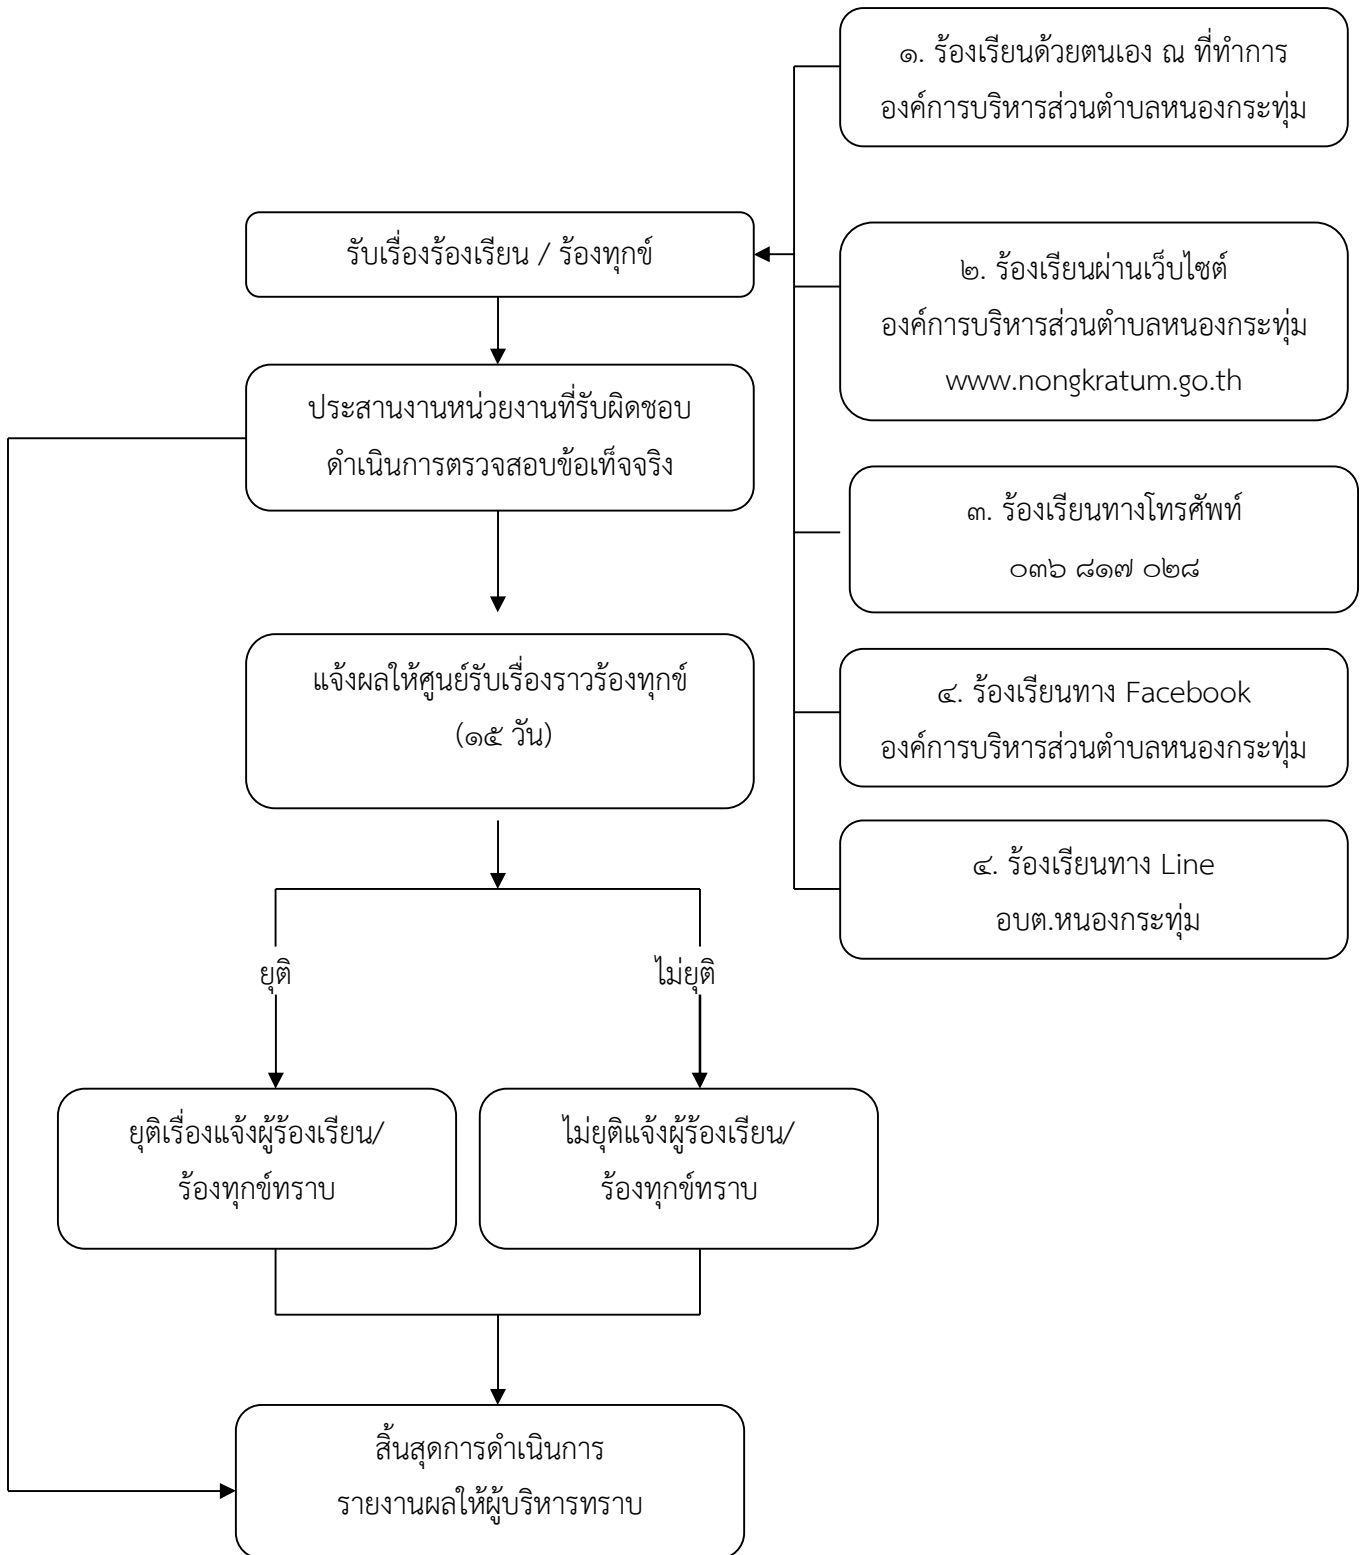 ๑. ร้องเรียนด้วยตนเอง ณ ที่ทำการ
องค์การบริหารส่วนตำบลหนองกระทุ่ม
รับเรื่องร้องเรียน / ร้องทุกข์
๒. ร้องเรียนผ่านเว็บไซต์
องค์การบริหารส่วนตำบลหนองกระทุ่ม
www.nongkratum.go.th
ประสานงานหน่วยงานที่รับผิดชอบ
ดำเนินการตรวจสอบข้อเท็จจริง
๓. ร้องเรียนทางโทรศัพท์
๐๓๖ ๘๑๗ ๐๒๘
แจ้งผลให้ศูนย์รับเรื่องราวร้องทุกข์
(๑๕ วัน)
๔. ร้องเรียนทาง Facebook
องค์การบริหารส่วนตำบลหนองกระทุ่ม
๔. ร้องเรียนทาง Line
อบต.หนองกระทุ่ม
ยุติ
ไม่ยุติ
ยุติเรื่องแจ้งผู้ร้องเรียน/
ร้องทุกข์ทราบ
ไม่ยุติแจ้งผู้ร้องเรียน/
ร้องทุกข์ทราบ
สิ้นสุดการดำเนินการ
รายงานผลให้ผู้บริหารทราบ